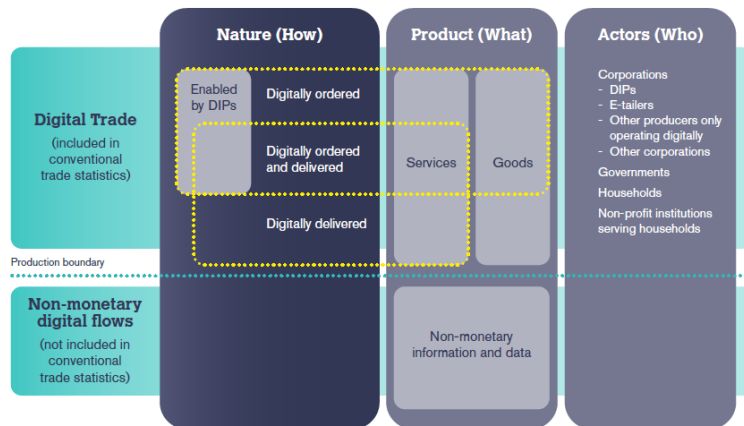 Nature (How)
Product (What)
Actors (Who)
Digital Trade
(included in
conventional
trade statistics)
Enabled
by DIPs
Digitally ordered
Digitally ordered
and delivered
Digitally delivered
Services
Goods
Corporations
- DIPs
- E-tailers
- Other producers only
operating digitally
- Other corporations
Governments
Households
Non-profit institutions
serving households
Production boundary
Non-monetary
digital flows
(not included in
conventional
trade statistics)
Non-monetary
information and data